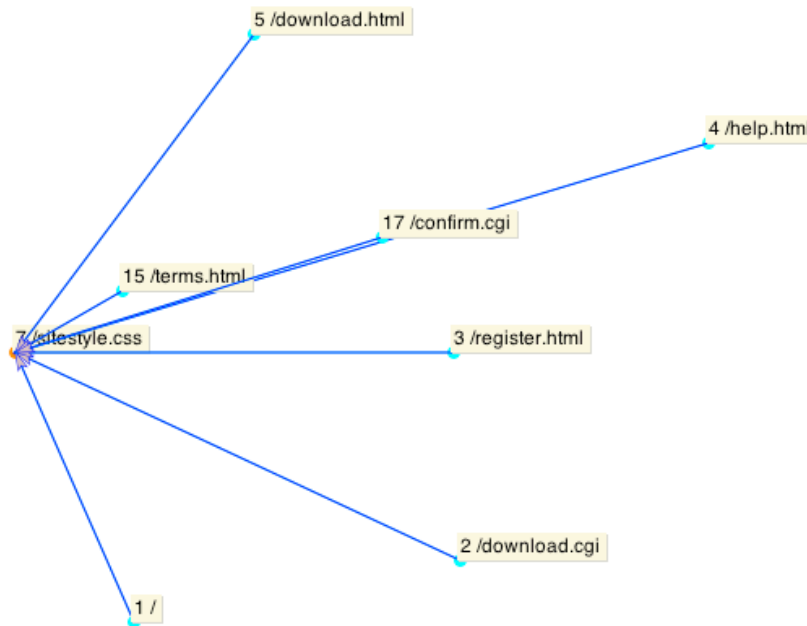 5 /download.html
4 /help.html
17 /confirm.cgi
15 /terms.html
7 /sitestyle.css
3 /register.html
2 /download.cgi
1 /